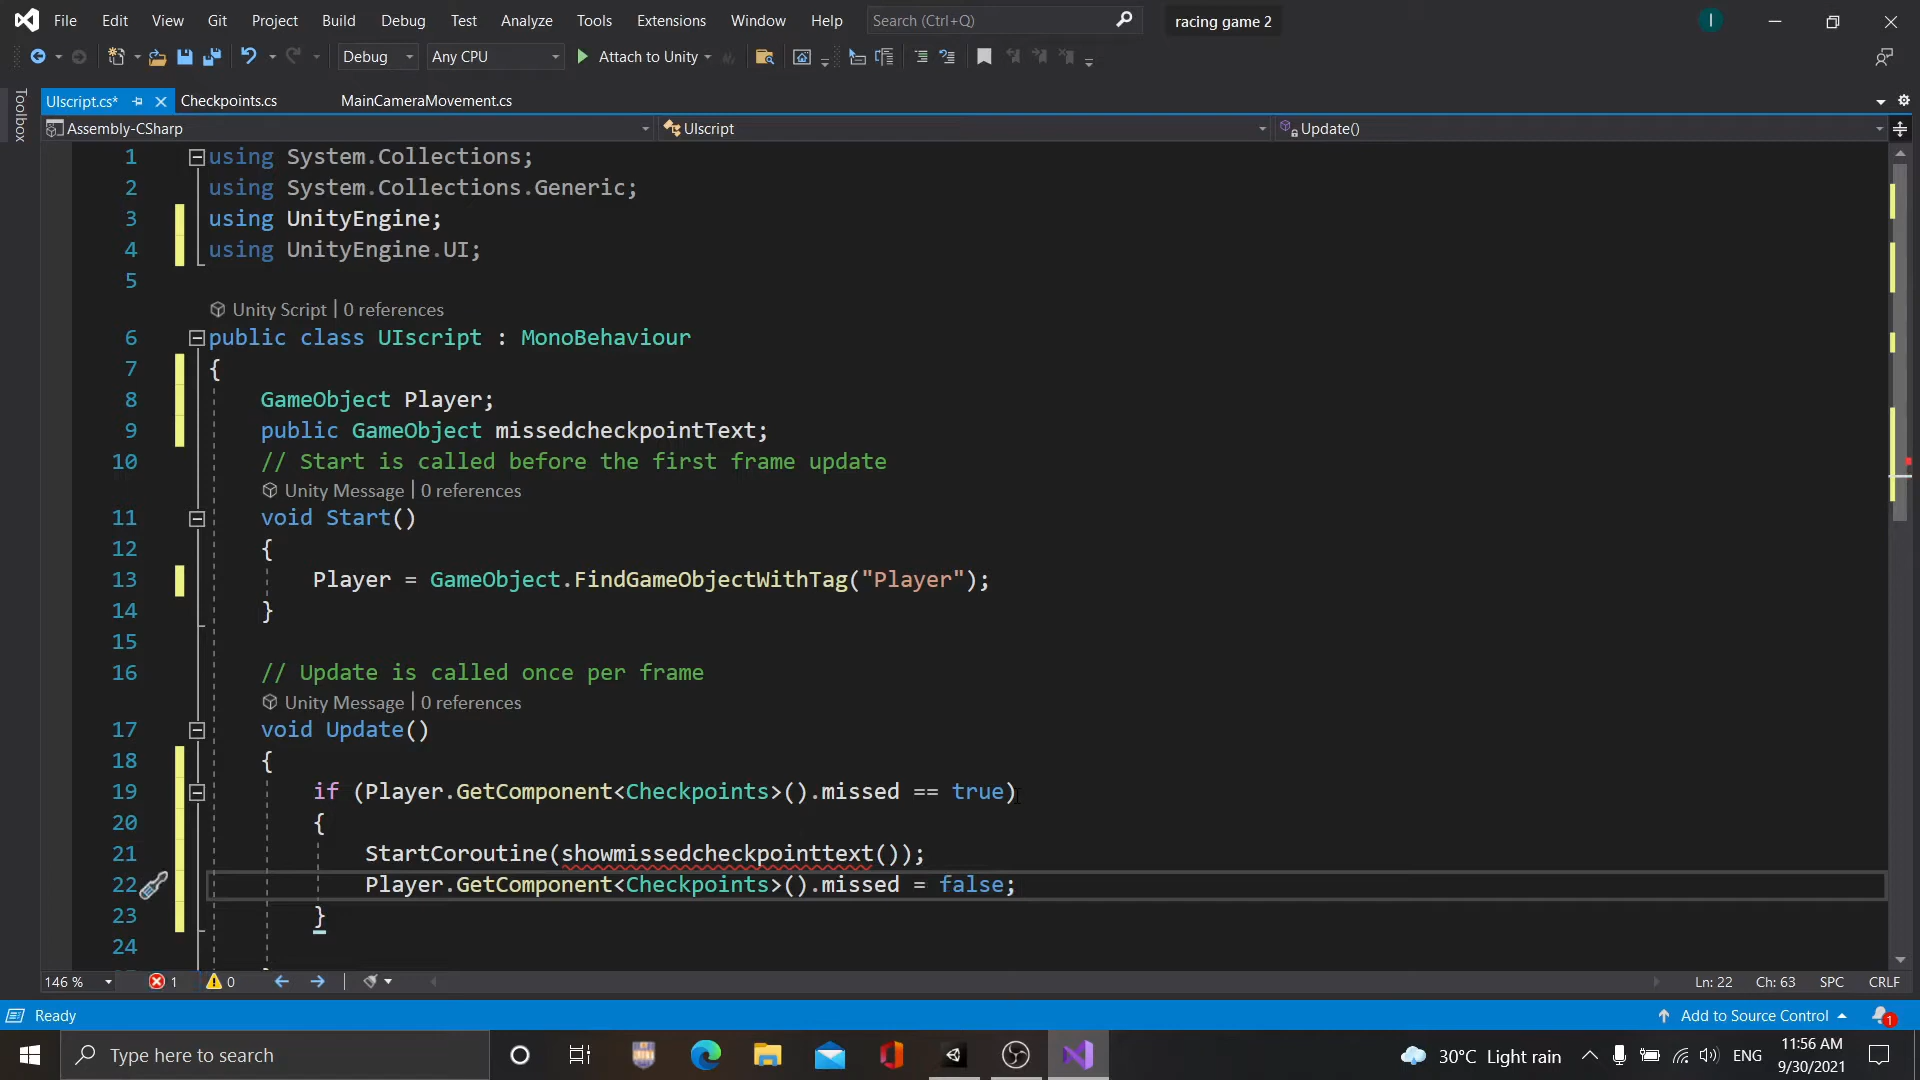 File Edit View Git Project Build Debug Test Analyze Tools Extensions Window Help Search (Ctrl+Q) racing game 2 I
Debug Any CPU Attach to Unity
Toolbox
UIscript.cs* Checkpoints.cs MainCameraMovement.cs
Assembly-CSharp UIscript Update()
1 using System.Collections;
2 using System.Collections.Generic;
3 using UnityEngine;
4 using UnityEngine.UI;
5
Unity Script | 0 references
6 public class UIscript : MonoBehaviour
7 {
8 GameObject Player;
9 public GameObject missedcheckpointText;
10 // Start is called before the first frame update
Unity Message | 0 references
11 void Start()
12 {
13 Player = GameObject.FindGameObjectWithTag("Player");
14 }
15
16 // Update is called once per frame
Unity Message | 0 references
17 void Update()
18 {
19 if (Player.GetComponent<Checkpoints>().missed == true)
20 {
21 StartCoroutine(showmissedcheckpointtext());
22 Player.GetComponent<Checkpoints>().missed = false;
23 }
24
146 % 1 0 Ln: 22 Ch: 63 SPC CRLF
Ready Add to Source Control 1
Type here to search 30°C Light rain ENG 11:56 AM
9/30/2021